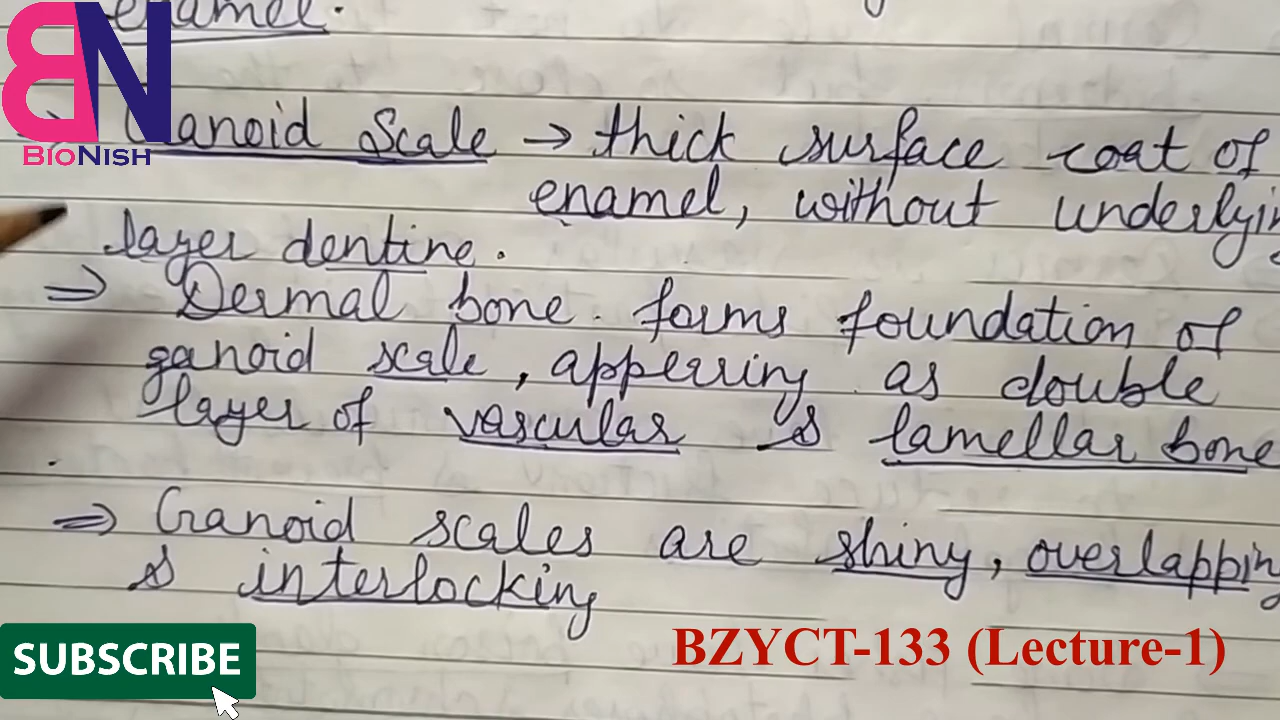 enamel.
BN
BIONISH
⇒ Ganoid Scale → thick surface coat of
enamel, without underlyin
layer dentine.
⇒ Dermal bone. forms foundation of
ganoid scale, apperring as double
layer of vascular & lamellar bone
⇒ Ganoid scales are shiny, overlapping
& interlocking
SUBSCRIBE
BZYCT-133 (Lecture-1)